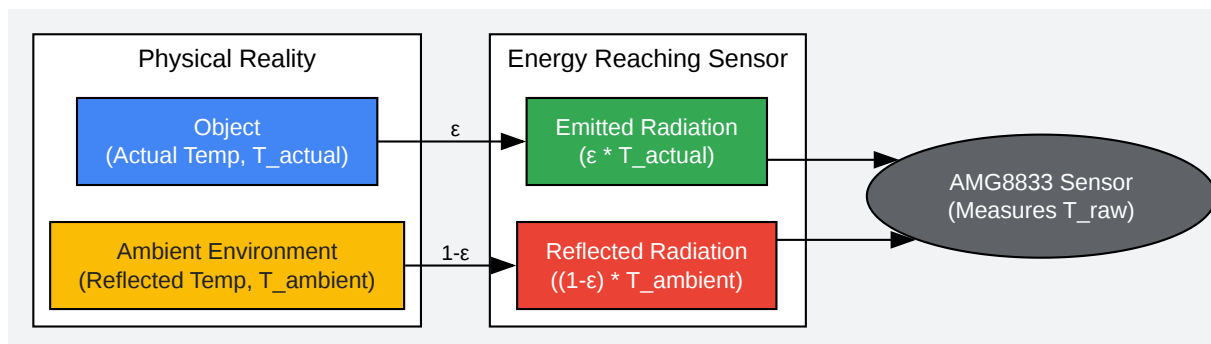 Physical Reality
Object
(Actual Temp, T_actual)
Ambient Environment
(Reflected Temp, T_ambient)
ε
1-ε
Energy Reaching Sensor
Emitted Radiation
(ε * T_actual)
Reflected Radiation
((1-ε) * T_ambient)
AMG8833 Sensor
(Measures T_raw)